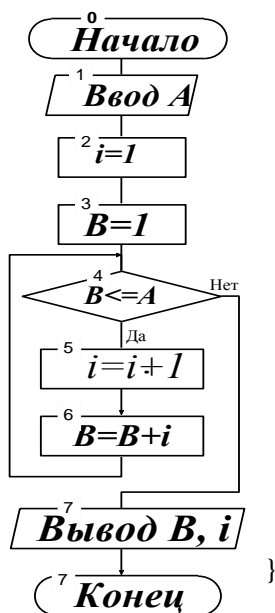 0
Начало
1
Ввод A
2
i=1
3
B=1
4
B<=A
Нет
Да
5
i=i+1
6
B=B+i
7
Вывод B, i
7
Конец
}